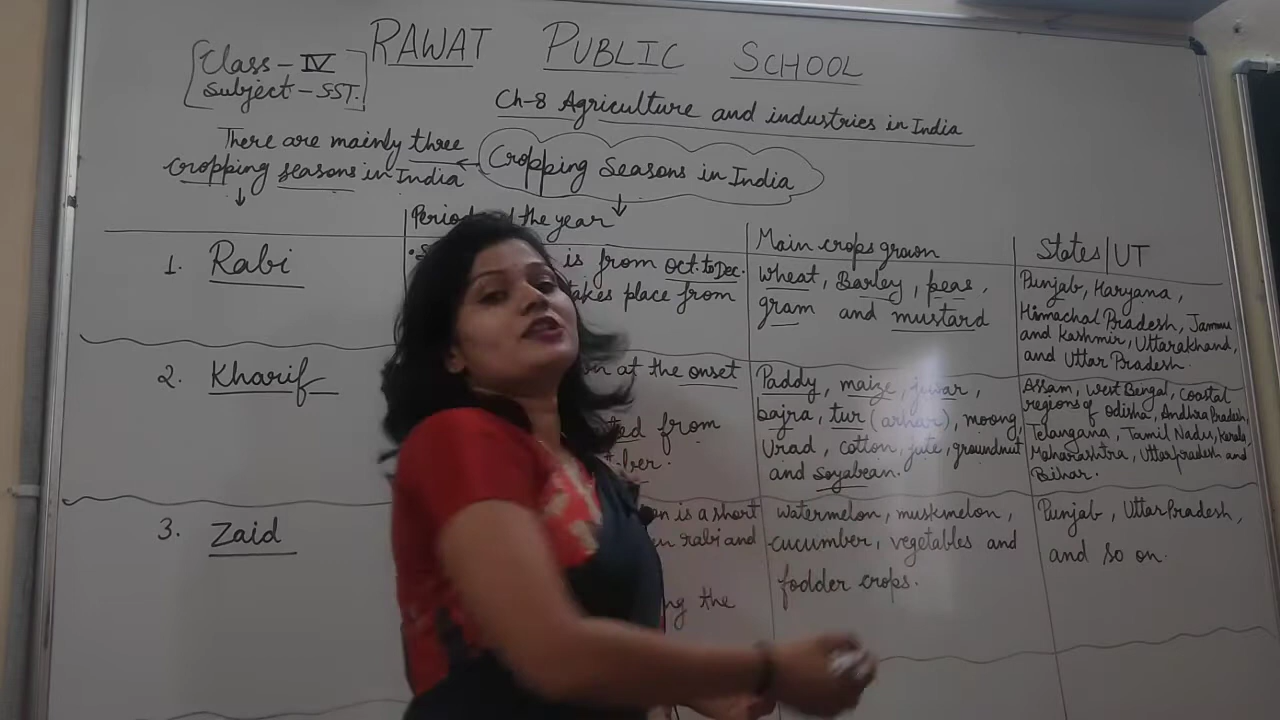 RAWAT PUBLIC SCHOOL
Class - IV
Subject - SST.
Ch-8 Agriculture and industries in India
There are mainly three
cropping seasons in India
Cropping Seasons in India
the year
Main crops grown
States/UT
1. Rabi
is from oct. to Dec.
takes place from
wheat, Barley, peas,
gram and mustard
Punjab, Haryana,
Himachal Pradesh, Jammu
and Kashmir, Uttarakhand,
and Uttar Pradesh.
2. Kharif
at the onset
from
Paddy, maize, jwar,
bajra, tur (arhar), moong,
Urad, cotton, jute, groundnut
and Soyabean.
Assam, West Bengal, coastal
regions of odisha, Andhra Pradesh,
Telangana, Tamil Nadu, Kerala,
Maharashtra, Uttar pradesh and
Bihar.
3. Zaid
is a short
rabi and
the
watermelon, muskmelon,
cucumber, vegetables and
fodder crops.
Punjab, Uttar Pradesh,
and so on.